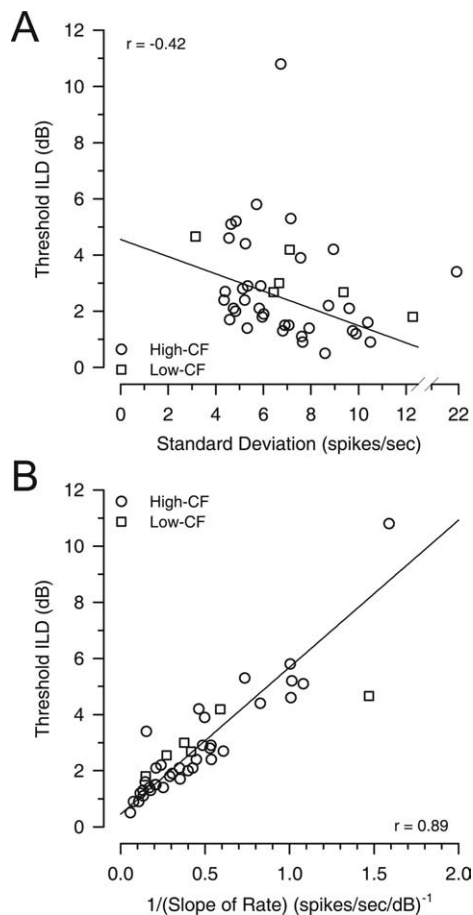 A
r = -0.42
12
10
8
6
4
2
0
Threshold ILD (dB)
High-CF
Low-CF
0 2 4 6 8 10 12 22
Standard Deviation (spikes/sec)
B
High-CF
Low-CF
12
10
8
6
4
2
0
Threshold ILD (dB)
r = 0.89
0.0 0.5 1.0 1.5 2.0
1/(Slope of Rate) (spikes/sec/dB)⁻¹